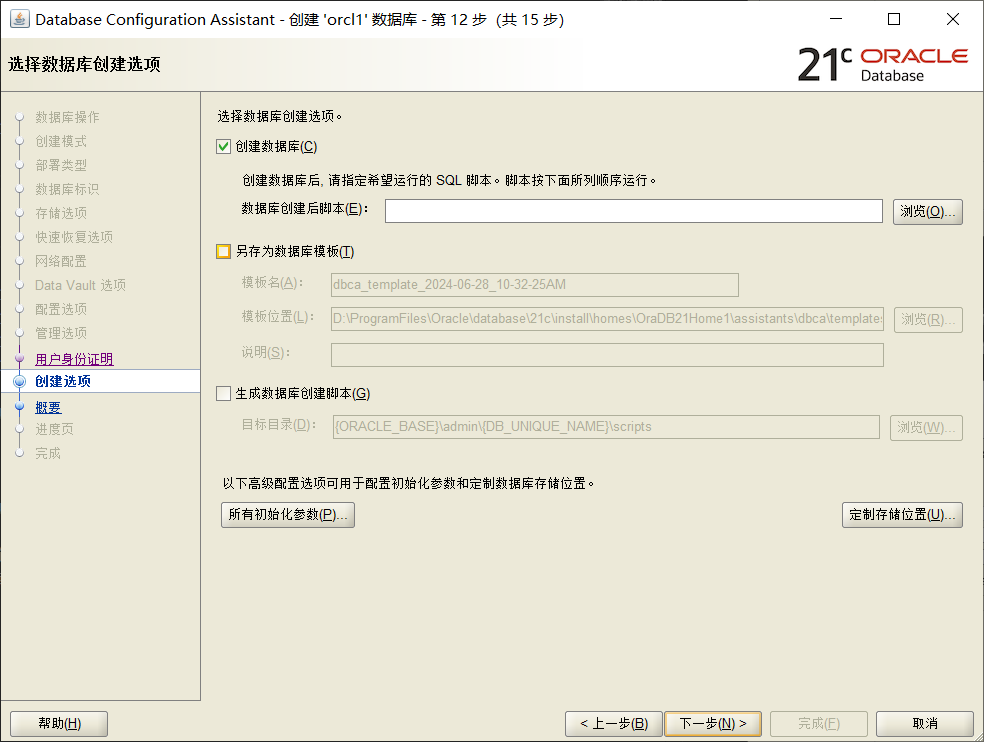 Database Configuration Assistant - 创建 'orcl1' 数据库 - 第 12 步 (共 15 步)
选择数据库创建选项
21c ORACLE
Database
数据库操作
创建模式
部署类型
数据库标识
存储选项
快速恢复选项
网络配置
Data Vault 选项
配置选项
管理选项
用户身份证明
创建选项
概要
进度页
完成
选择数据库创建选项。
创建数据库(C)
创建数据库后, 请指定希望运行的 SQL 脚本。脚本按下面所列顺序运行。
数据库创建后脚本(E): 浏览(O)...
另存为数据库模板(T)
模板名(A): dbca_template_2024-06-28_10-32-25AM
模板位置(L): D:\ProgramFiles\Oracle\database\21c\install\homes\OraDB21Home1\assistants\dbca\templates 浏览(R)...
说明(S):
生成数据库创建脚本(G)
目标目录(D): {ORACLE_BASE}\admin\{DB_UNIQUE_NAME}\scripts 浏览(W)...
以下高级配置选项可用于配置初始化参数和定制数据库存储位置。
所有初始化参数(P)... 定制存储位置(U)...
帮助(H) < 上一步(B) 下一步(N) > 完成(F) 取消